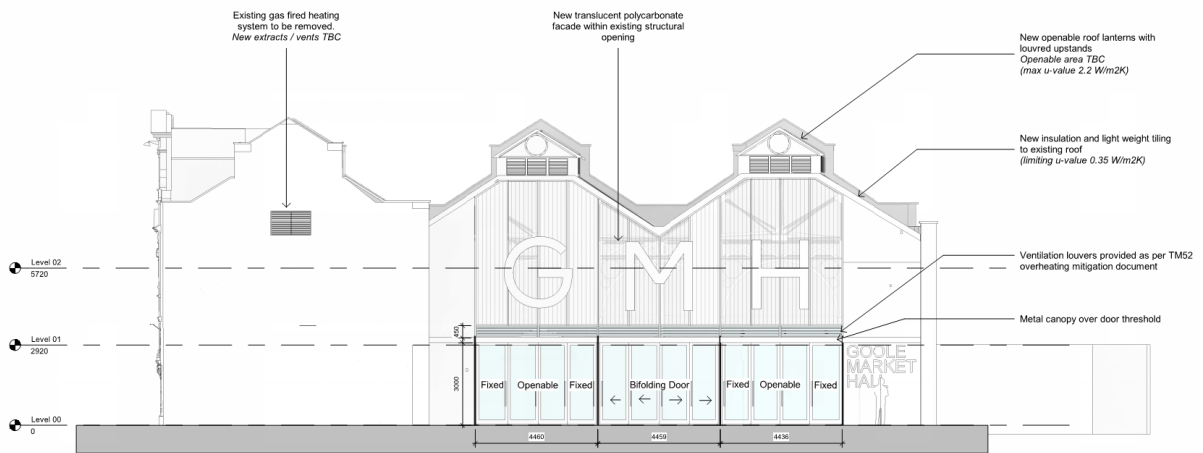 Existing gas fired heating
system to be removed.
New extracts / vents TBC
New translucent polycarbonate
facade within existing structural
opening
New openable roof lanterns with
louvred upstands
Openable area TBC
(max u-value 2.2 W/m2K)
New insulation and light weight tiling
to existing roof
(limiting u-value 0.35 W/m2K)
Level 02
5720
GMH
Ventilation louvers provided as per TM52
overheating mitigation document
Metal canopy over door threshold
450
Level 01
2920
GOOLE
MARKET
HALL
3000
Fixed
Openable
Fixed
Bifolding Door
Fixed
Openable
Fixed
Level 00
0
4460
4459
4436